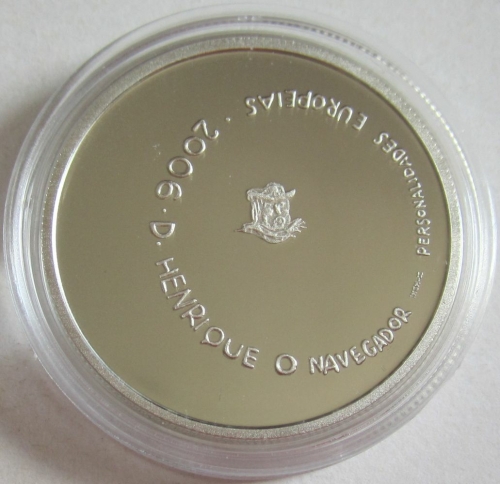 2006 · D. HENRIQUE O NAVEGADOR
PERSONALIDADES EUROPEIAS ·